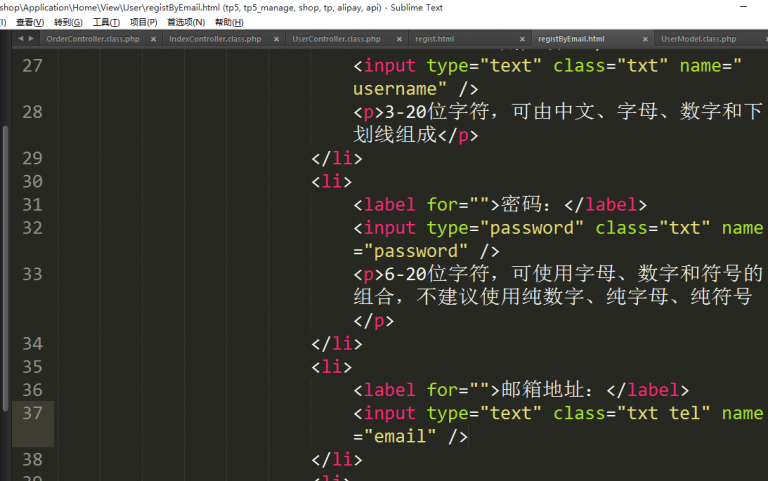 shop\Application\Home\View\User\registByEmail.html (tp5, tp5_manage, shop, tp, alipay, api) - Sublime Text
查看(V) 转到(G) 工具(T) 项目(P) 首选项(N) 帮助(H)
OrderController.class.php × IndexController.class.php × UserController.class.php × regist.html × registByEmail.html × UserModel.class.php
27 <input type="text" class="txt" name="
username" />
28 <p>3-20位字符，可由中文、字母、数字和下
划线组成</p>
29 </li>
30 <li>
31 <label for="">密码：</label>
32 <input type="password" class="txt" name
="password" />
33 <p>6-20位字符，可使用字母、数字和符号的
组合，不建议使用纯数字、纯字母、纯符号
</p>
34 </li>
35 <li>
36 <label for="">邮箱地址：</label>
37 <input type="text" class="txt tel" name
="email" />
38 </li>
39 <li>